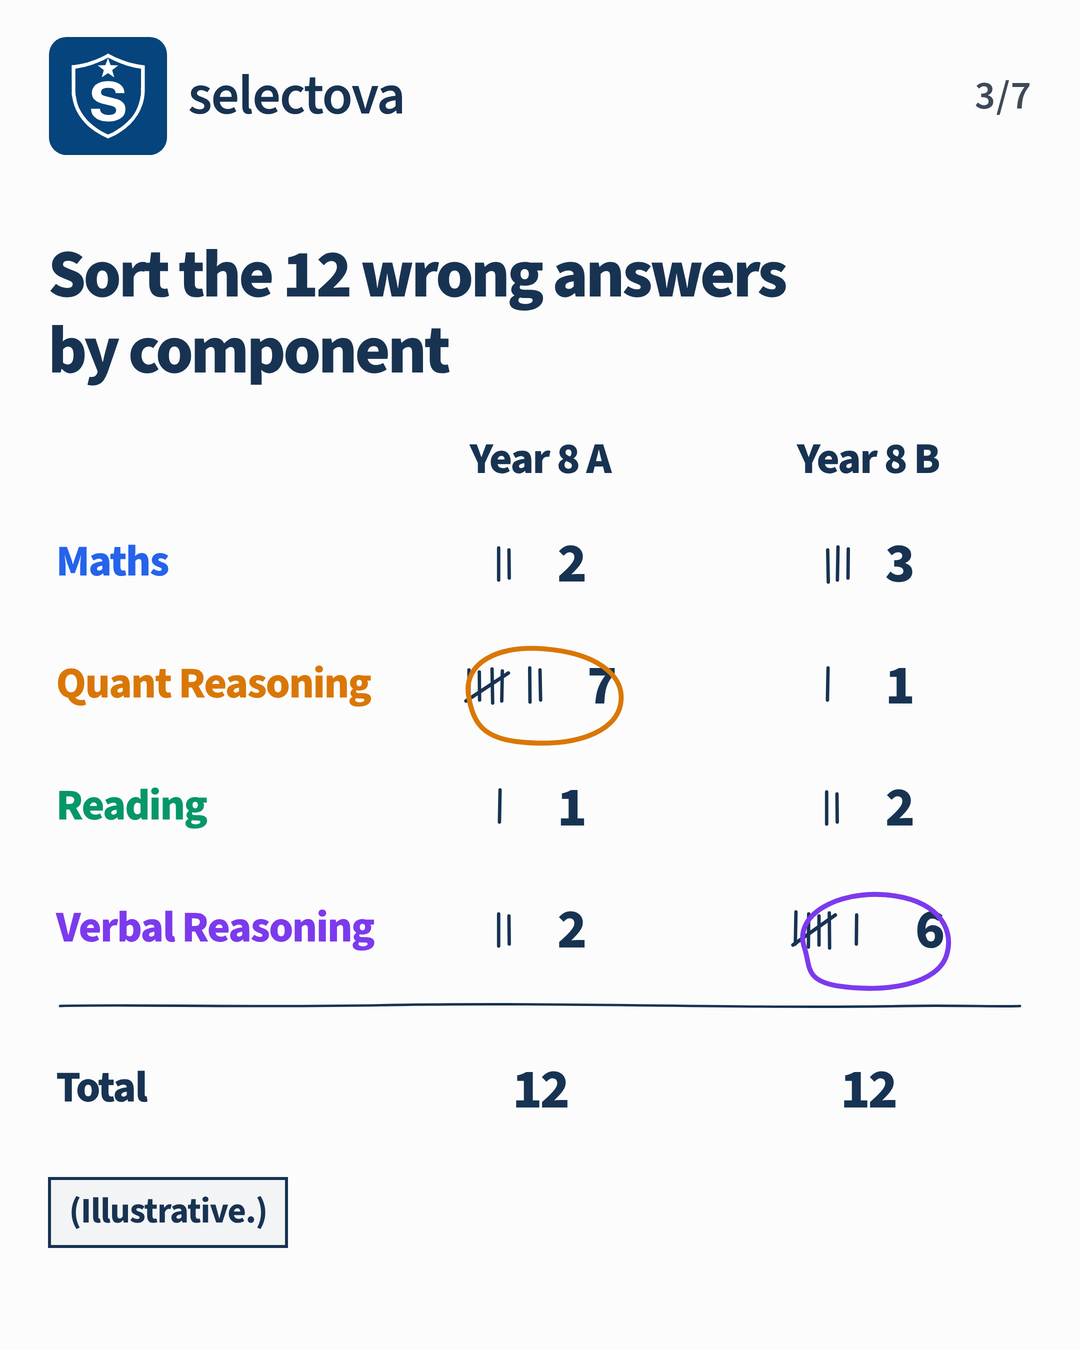 S
selectova
3/7
Sort the 12 wrong answers
by component
Year 8 A Year 8 B
Maths 2 3
Quant Reasoning 7 1
Reading 1 2
Verbal Reasoning 2 6
Total 12 12
(Illustrative.)